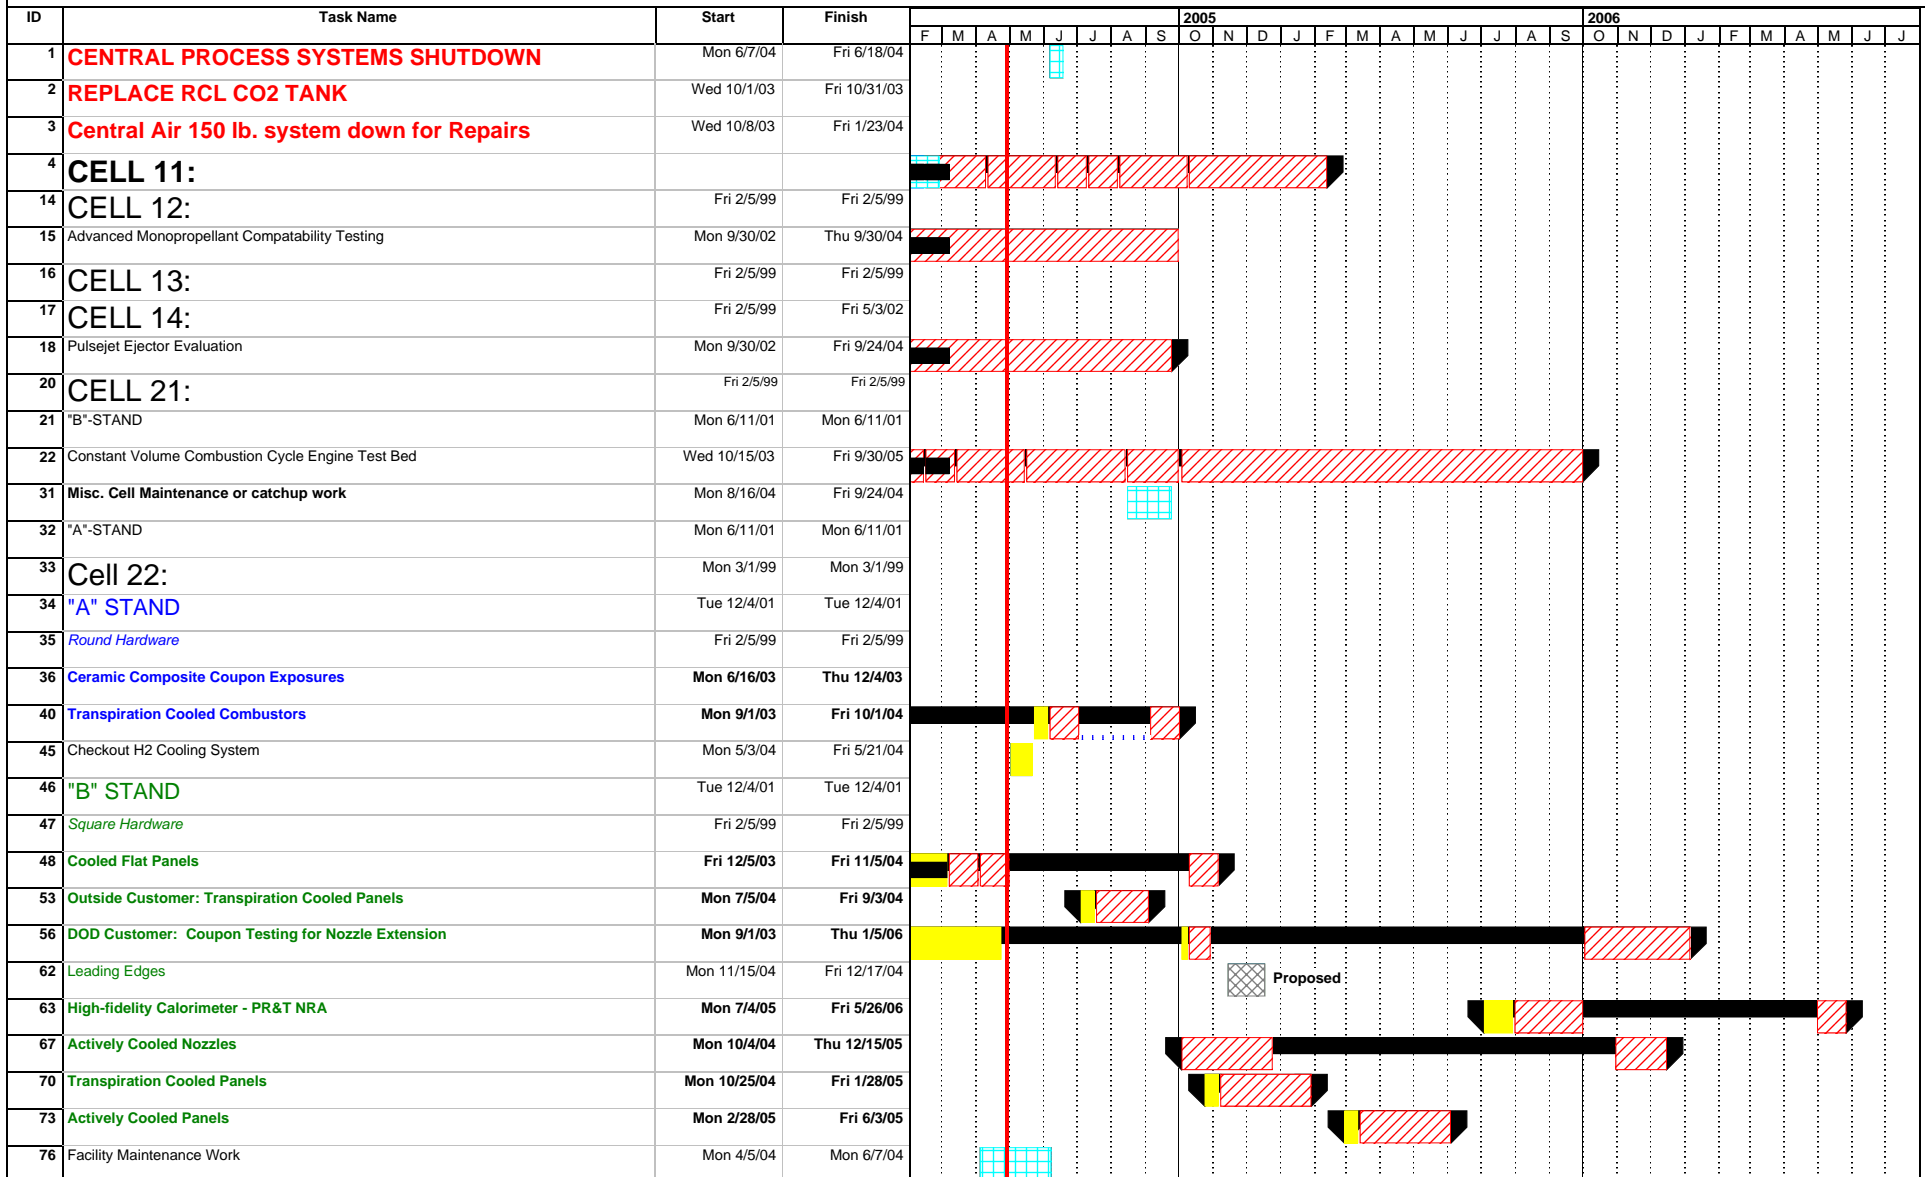 ID Task Name Start Finish 2005 2006
F M A M J J A S O N D J F M A M J J A S O N D J F M A M J J
1 CENTRAL PROCESS SYSTEMS SHUTDOWN Mon 6/7/04 Fri 6/18/04
2 REPLACE RCL CO2 TANK Wed 10/1/03 Fri 10/31/03
3 Central Air 150 lb. system down for Repairs Wed 10/8/03 Fri 1/23/04
4 CELL 11:
14 CELL 12: Fri 2/5/99 Fri 2/5/99
15 Advanced Monopropellant Compatability Testing Mon 9/30/02 Thu 9/30/04
16 CELL 13: Fri 2/5/99 Fri 2/5/99
17 CELL 14: Fri 2/5/99 Fri 5/3/02
18 Pulsejet Ejector Evaluation Mon 9/30/02 Fri 9/24/04
20 CELL 21: Fri 2/5/99 Fri 2/5/99
21 "B"-STAND Mon 6/11/01 Mon 6/11/01
22 Constant Volume Combustion Cycle Engine Test Bed Wed 10/15/03 Fri 9/30/05
31 Misc. Cell Maintenance or catchup work Mon 8/16/04 Fri 9/24/04
32 "A"-STAND Mon 6/11/01 Mon 6/11/01
33 Cell 22: Mon 3/1/99 Mon 3/1/99
34 "A" STAND Tue 12/4/01 Tue 12/4/01
35 Round Hardware Fri 2/5/99 Fri 2/5/99
36 Ceramic Composite Coupon Exposures Mon 6/16/03 Thu 12/4/03
40 Transpiration Cooled Combustors Mon 9/1/03 Fri 10/1/04
45 Checkout H2 Cooling System Mon 5/3/04 Fri 5/21/04
46 "B" STAND Tue 12/4/01 Tue 12/4/01
47 Square Hardware Fri 2/5/99 Fri 2/5/99
48 Cooled Flat Panels Fri 12/5/03 Fri 11/5/04
53 Outside Customer: Transpiration Cooled Panels Mon 7/5/04 Fri 9/3/04
56 DOD Customer: Coupon Testing for Nozzle Extension Mon 9/1/03 Thu 1/5/06
62 Leading Edges Mon 11/15/04 Fri 12/17/04 Proposed
63 High-fidelity Calorimeter - PR&T NRA Mon 7/4/05 Fri 5/26/06
67 Actively Cooled Nozzles Mon 10/4/04 Thu 12/15/05
70 Transpiration Cooled Panels Mon 10/25/04 Fri 1/28/05
73 Actively Cooled Panels Mon 2/28/05 Fri 6/3/05
76 Facility Maintenance Work Mon 4/5/04 Mon 6/7/04